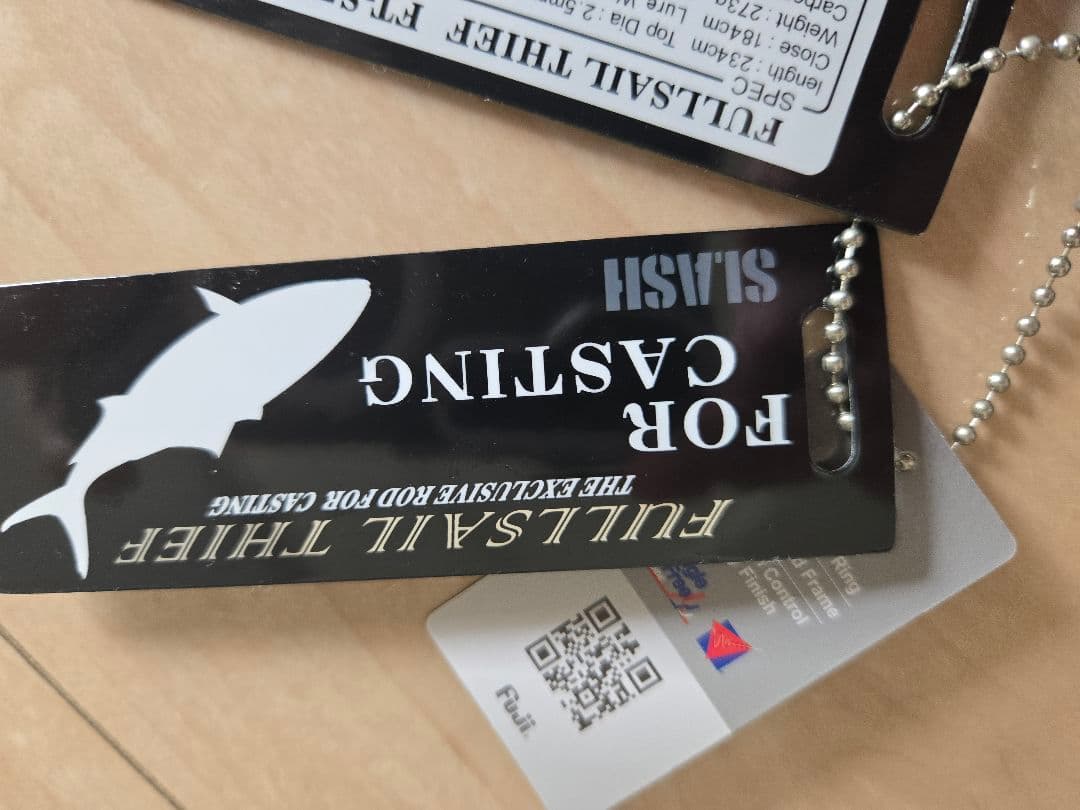 FULLSAIL THIEF
SPEC
length : 234cm Top Dia : 2.5m
Close : 184cm Lure W
Weight : 273g
Carbo
FULLSAIL THIEF
THE EXCLUSIVE ROD FOR CASTING
FOR
CASTING
SLASH
Ring
Frame
Control
Finish
Fuji